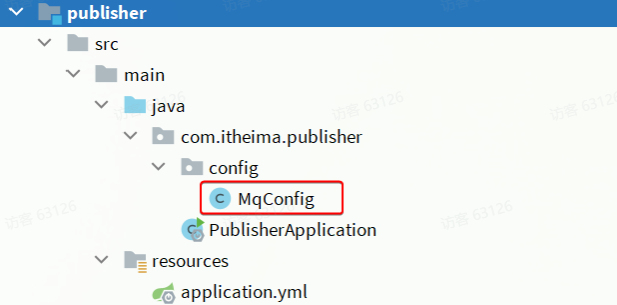 publisher
src
main
java
com.itheima.publisher
config
C MqConfig
PublisherApplication
resources
application.yml
访客 63126
访客 63126
访客 63126
访客 63126